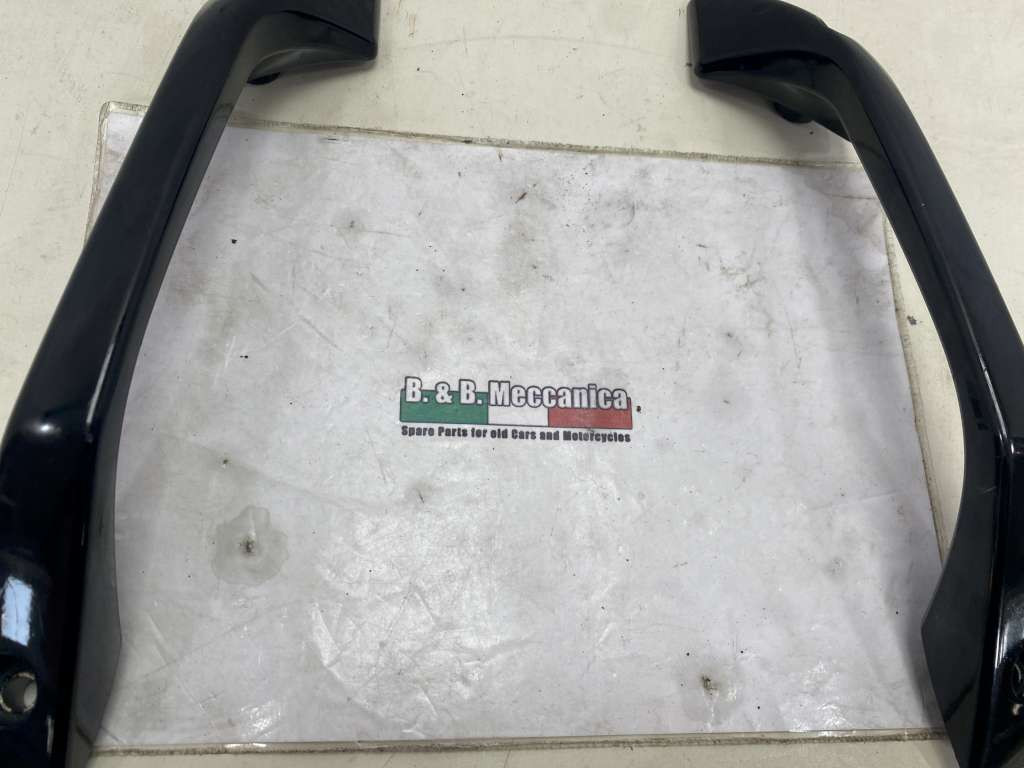 B. & B. Meccanica
Spare Parts for old Cars and Motorcycles